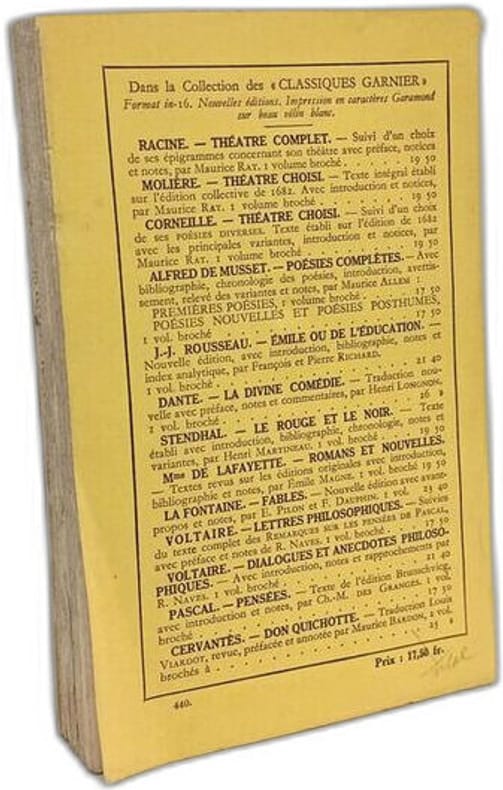 Dans la Collection des « CLASSIQUES GARNIER »
Format in-16. Nouvelles éditions. Impression en caractères Garamond
sur beau vélin blanc.
RACINE. — THÉATRE COMPLET. — Suivi d'un choix
de ses épigrammes concernant son théâtre avec préface, notices
et notes, par Maurice RAT. 1 volume broché . . . . . 19 50
MOLIÈRE. — THÉATRE CHOISI. — Texte intégral établi
sur l'édition collective de 1682. Avec introduction et notices,
par Maurice RAT. 1 volume broché . . . . . 19 50
CORNEILLE. — THÉATRE CHOISI. — Suivi d'un choix
de ses POÉSIES DIVERSES. Texte établi sur l'édition de 1682
avec les principales variantes, introduction et notices, par
Maurice RAT. 1 volume broché . . . . . 19 50
ALFRED DE MUSSET. — POÉSIES COMPLÈTES. — Avec
bibliographie, chronologie des poésies, introduction, avertis-
sement, relevé des variantes et notes, par Maurice ALLEM :
PREMIÈRES POÉSIES, 1 volume broché . . . . 17 50
POÉSIES NOUVELLES ET POÉSIES POSTHUMES,
1 vol. broché . . . . . 17 50
J.-J. ROUSSEAU. — ÉMILE OU DE L'ÉDUCATION. —
Nouvelle édition, avec introduction, bibliographie, notes et
index analytique, par François et Pierre RICHARD.
1 vol. broché . . . . . 21 40
DANTE. — LA DIVINE COMÉDIE. — Traduction nou-
velle avec préface, notes et commentaires, par Henri LONGNON.
1 vol. broché . . . . . 26 »
STENDHAL. — LE ROUGE ET LE NOIR. — Texte
établi avec introduction, bibliographie, chronologie, notes et
variantes, par Henri MARTINEAU. 1 vol. broché . . 19 50
Mme DE LAFAYETTE. — ROMANS ET NOUVELLES.
— Textes revus sur les éditions originales avec introduction,
bibliographie et notes, par Émile MAGNE. 1 vol. broché 19 50
LA FONTAINE. — FABLES. — Nouvelle édition avec avant-
propos et notes, par E. PILON et F. DAUPHIN. 1 vol. 23 40
VOLTAIRE. — LETTRES PHILOSOPHIQUES. — Suivies
du texte complet des REMARQUES SUR LES PENSÉES DE PASCAL,
avec préface et notes de R. NAVES. 1 vol. broché . . 17 50
VOLTAIRE. — DIALOGUES ET ANECDOTES PHILOSO-
PHIQUES. — Avec introduction, notes et rapprochements par
R. NAVES. 1 vol. broché . . . . . 21 40
PASCAL. — PENSÉES. — Texte de l'édition Brunschvicg,
avec introduction et notes, par Ch.-M. DES GRANGES. 1 vol.
broché . . . . . 17 50
CERVANTÈS. — DON QUICHOTTE. — Traduction Louis
VIARDOT, revue, préfacée et annotée par Maurice BARDON, 2 vol.
brochés à . . . . . 25 »
Prix : 17,50 fr.
440.